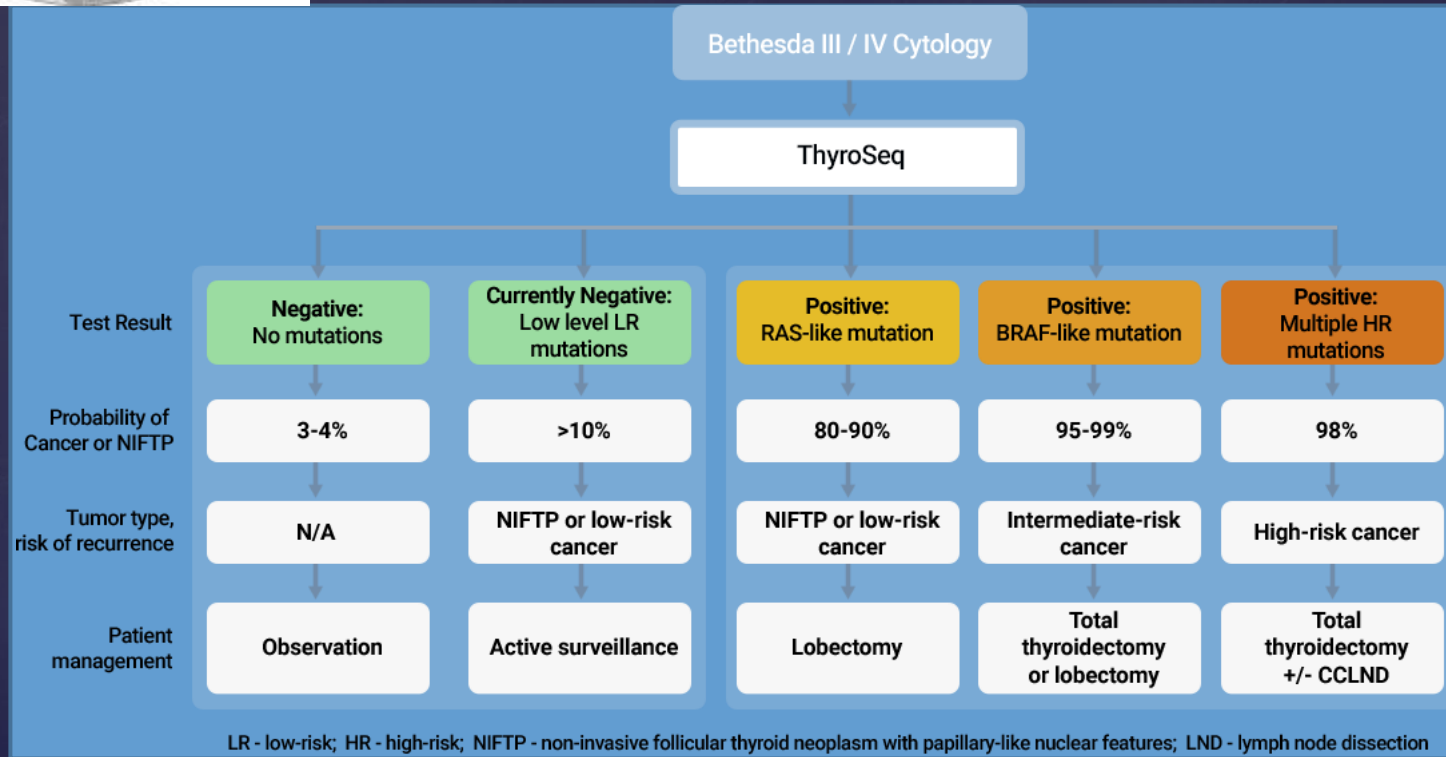 Bethesda III / IV Cytology
ThyroSeq
Test Result
Negative:
No mutations
Currently Negative:
Low level LR
mutations
Positive:
RAS-like mutation
Positive:
BRAF-like mutation
Positive:
Multiple HR
mutations
Probability of
Cancer or NIFTP
3-4%
>10%
80-90%
95-99%
98%
Tumor type,
risk of recurrence
N/A
NIFTP or low-risk
cancer
NIFTP or low-risk
cancer
Intermediate-risk
cancer
High-risk cancer
Patient
management
Observation
Active surveillance
Lobectomy
Total
thyroidectomy
or lobectomy
Total
thyroidectomy
+/- CCLND
LR - low-risk; HR - high-risk; NIFTP - non-invasive follicular thyroid neoplasm with papillary-like nuclear features; LND - lymph node dissection